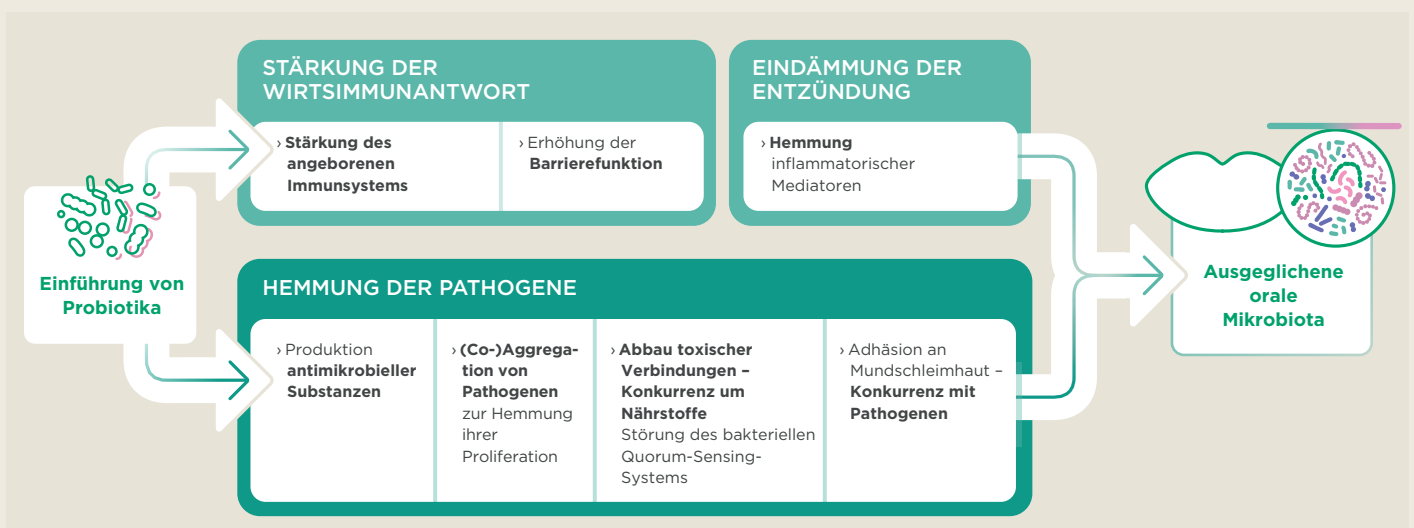 Einführung von
Probiotika
STÄRKUNG DER
WIRTSIMMUNANTWORT
› Stärkung des
angeborenen
Immunsystems
› Erhöhung der
Barrierefunktion
EINDÄMMUNG DER
ENTZÜNDUNG
› Hemmung
inflammatorischer
Mediatoren
HEMMUNG DER PATHOGENE
› Produktion
antimikrobieller
Substanzen
› (Co-)Aggrega-
tion von
Pathogenen
zur Hemmung
ihrer
Proliferation
› Abbau toxischer
Verbindungen –
Konkurrenz um
Nährstoffe
Störung des bakteriellen
Quorum-Sensing-
Systems
› Adhäsion an
Mundschleimhaut –
Konkurrenz mit
Pathogenen
Ausgeglichene
orale
Mikrobiota